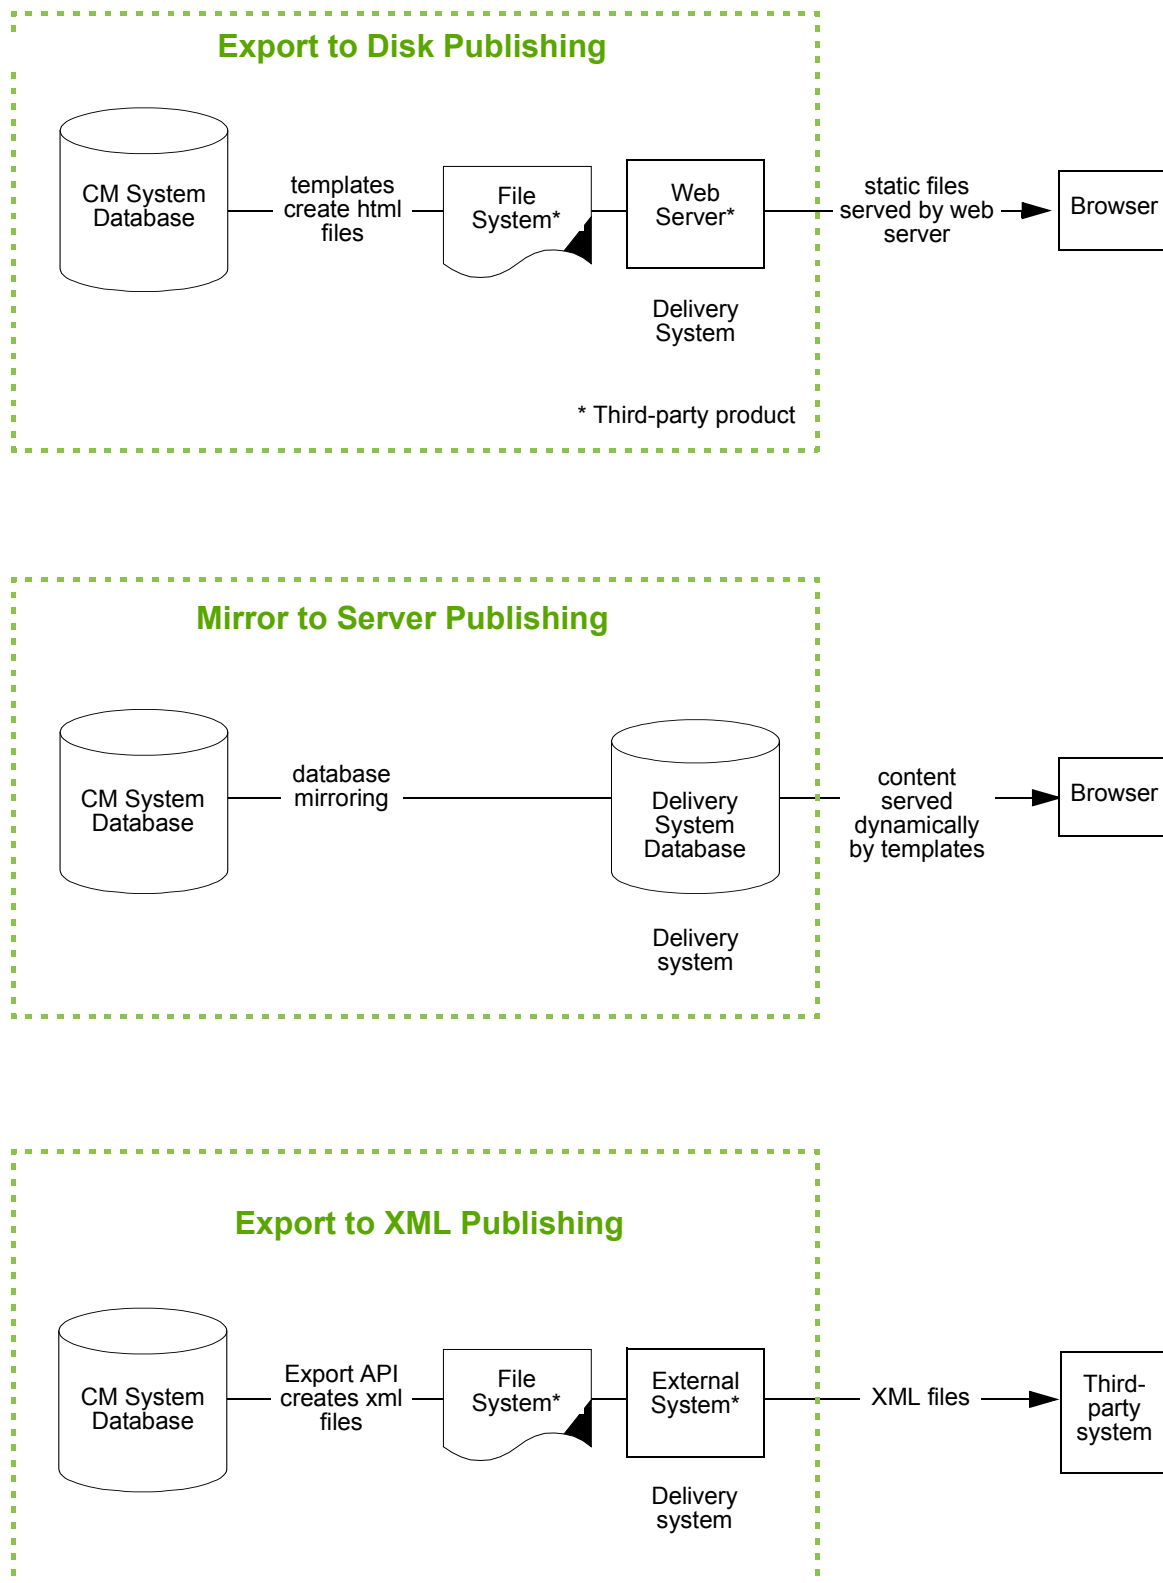 Export to Disk Publishing
CM System
Database
templates
create html
files
File
System*
Web
Server*
static files
served by web
server
Browser
Delivery
System
* Third-party product
Mirror to Server Publishing
CM System
Database
database
mirroring
Delivery
System
Database
content
served
dynamically
by templates
Browser
Delivery
system
Export to XML Publishing
CM System
Database
Export API
creates xml
files
File
System*
External
System*
XML files
Third-
party
system
Delivery
system